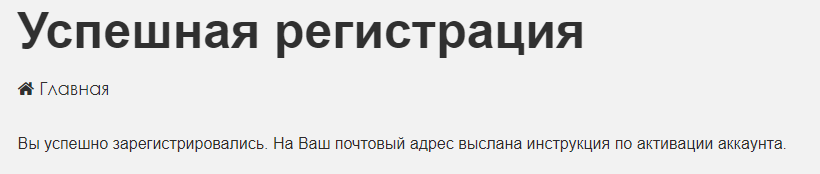 Успешная регистрация
Главная
Вы успешно зарегистрировались. На Ваш почтовый адрес выслана инструкция по активации аккаунта.